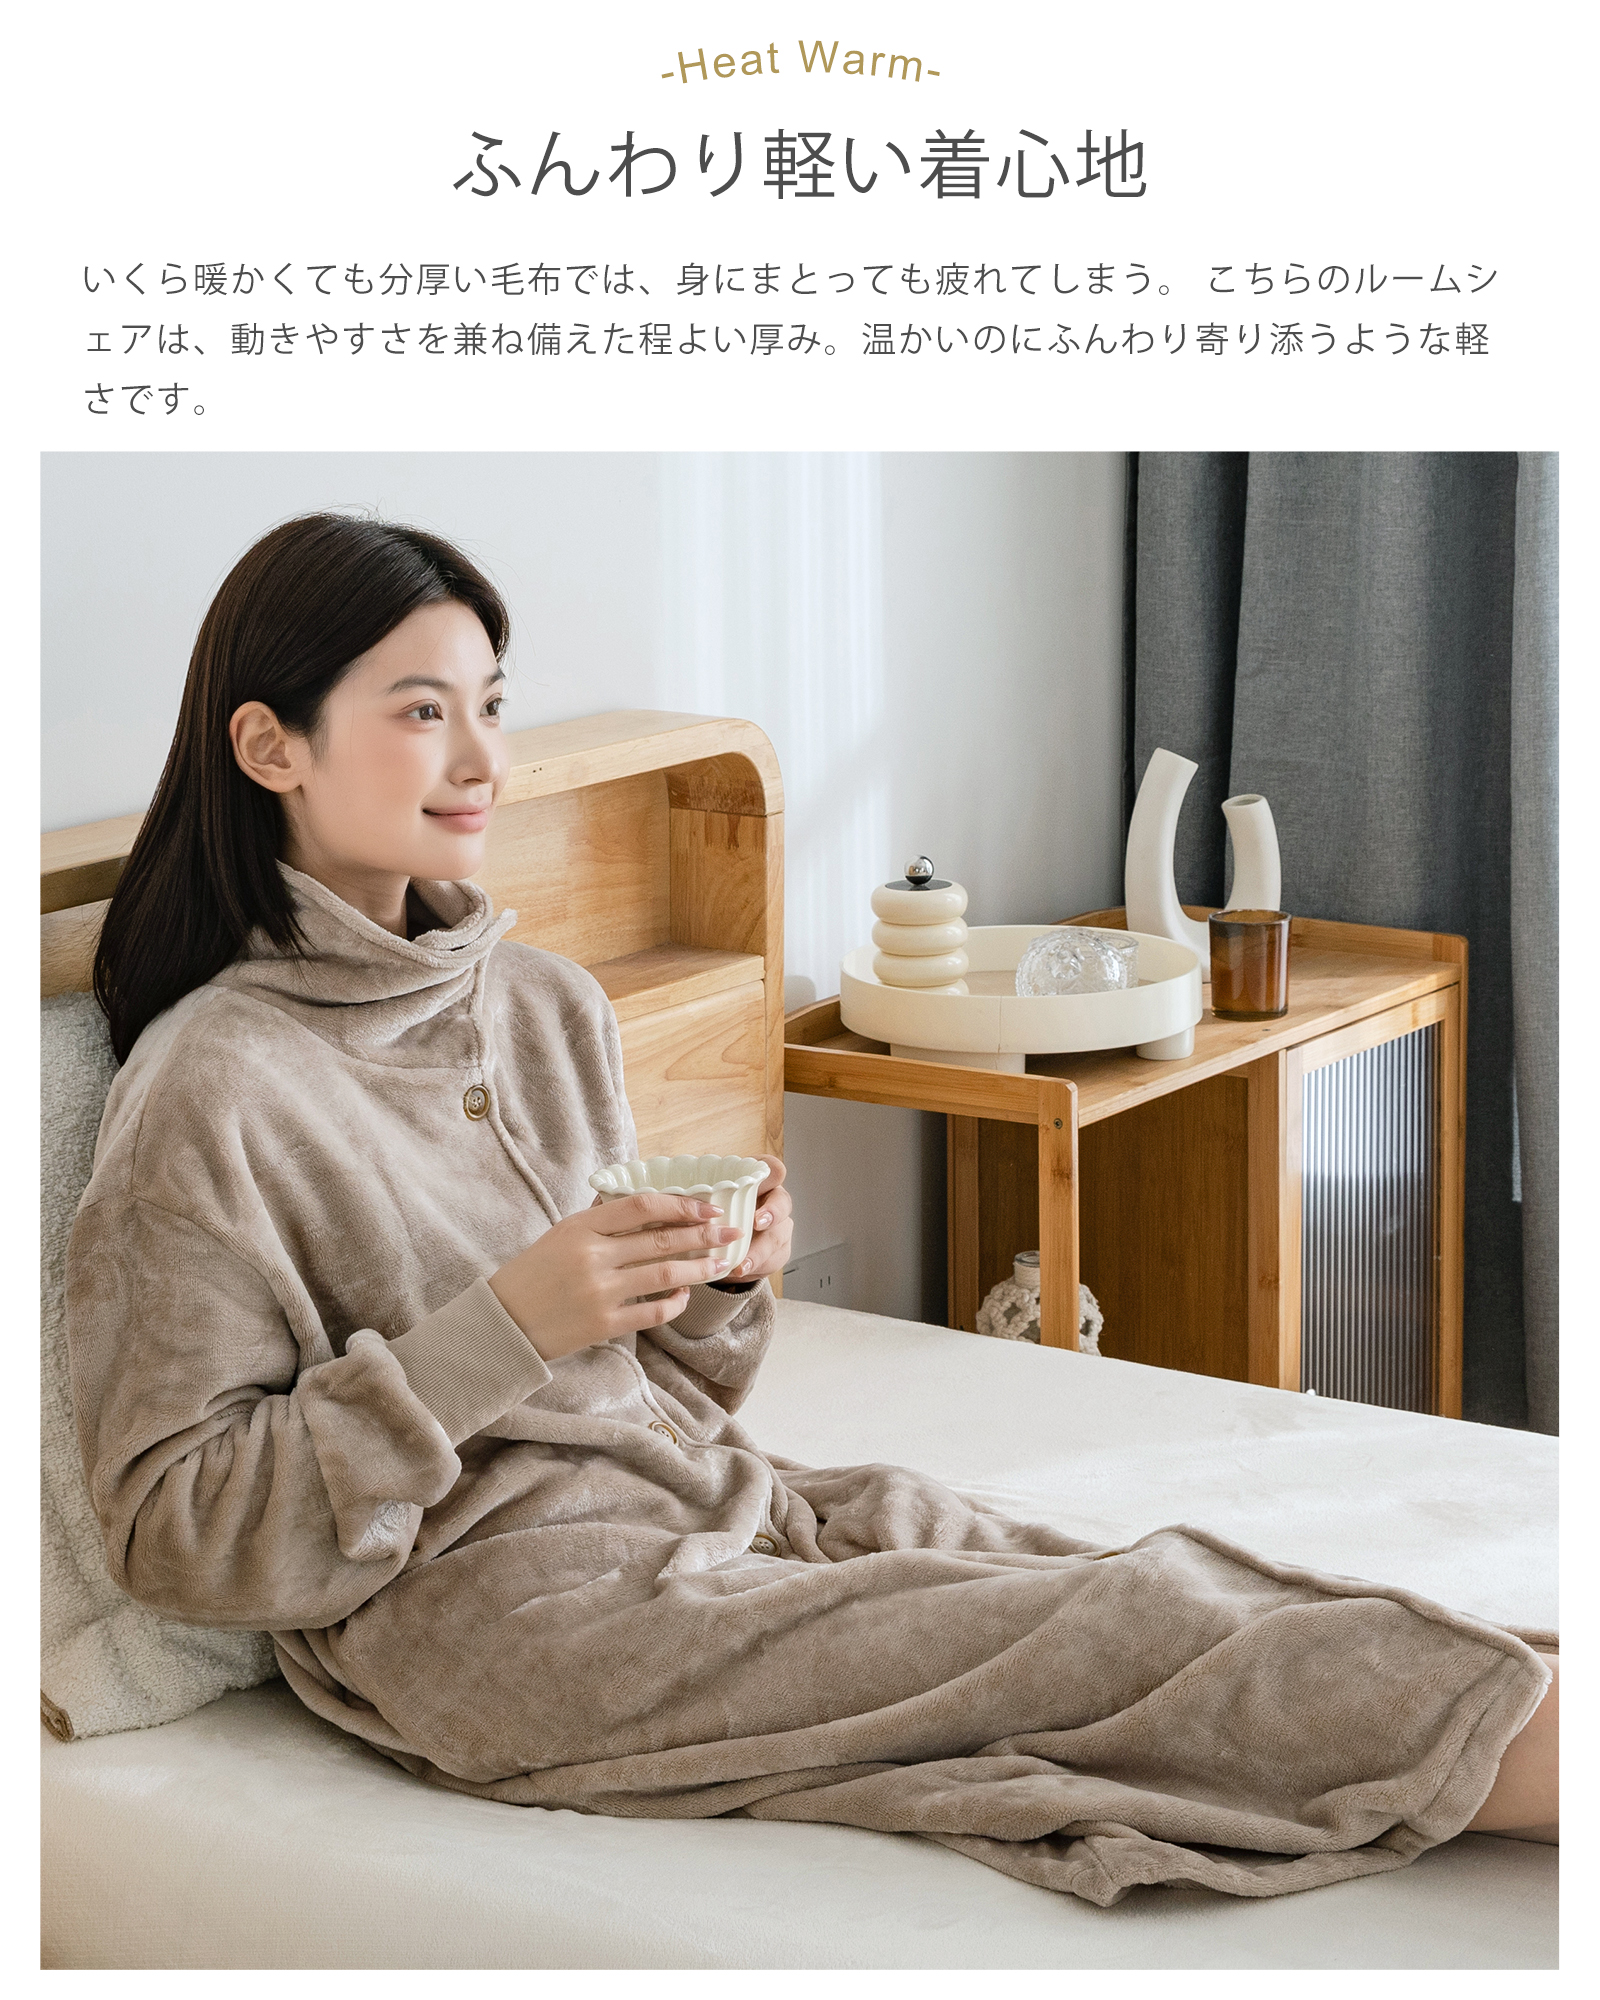 -Heat Warm-
ふんわり軽い着心地
いくら暖かくても分厚い毛布では、身にまとっても疲れてしまう。 こちらのルームシ
ェアは、動きやすさを兼ね備えた程よい厚み。温かいのにふんわり寄り添うような軽
さです。